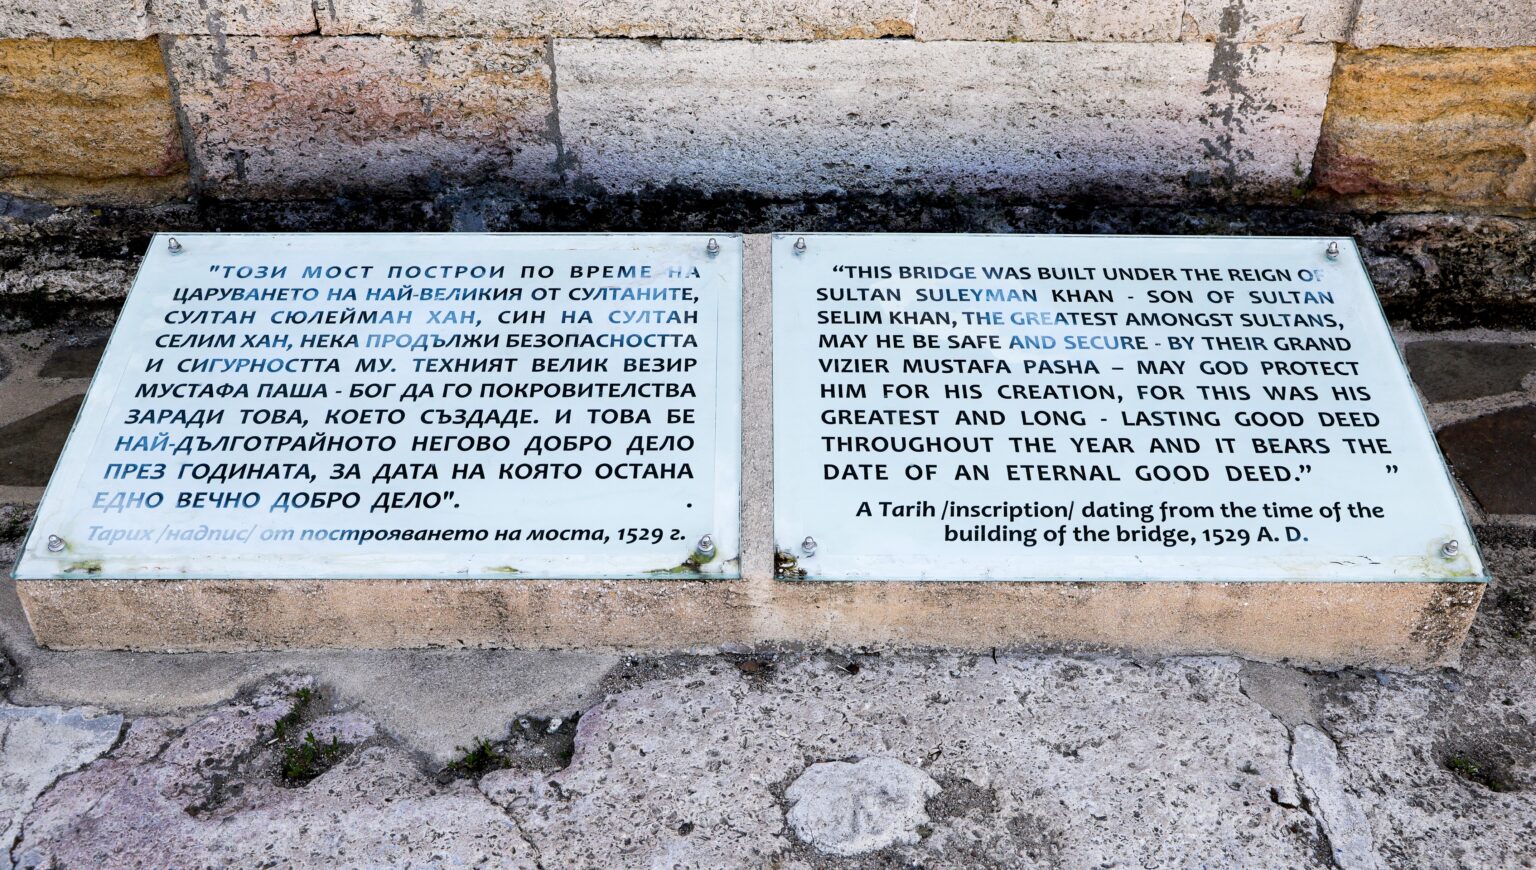 "ТОЗИ МОСТ ПОСТРОИ ПО ВРЕМЕ НА
ЦАРУВАНЕТО НА НАЙ-ВЕЛИКИЯ ОТ СУЛТАНИТЕ,
СУЛТАН СЮЛЕЙМАН ХАН, СИН НА СУЛТАН
СЕЛИМ ХАН, НЕКА ПРОДЪЛЖИ БЕЗОПАСНОСТТА
И СИГУРНОСТТА МУ. ТЕХНИЯТ ВЕЛИК ВЕЗИР
МУСТАФА ПАША - БОГ ДА ГО ПОКРОВИТЕЛСТВА
ЗАРАДИ ТОВА, КОЕТО СЪЗДАДЕ. И ТОВА БЕ
НАЙ-ДЪЛГОТРАЙНОТО НЕГОВО ДОБРО ДЕЛО
ПРЕЗ ГОДИНАТА, ЗА ДАТА НА КОЯТО ОСТАНА
ЕДНО ВЕЧНО ДОБРО ДЕЛО". .
Тарих /надпис/ от построяването на моста, 1529 г.
“THIS BRIDGE WAS BUILT UNDER THE REIGN OF
SULTAN SULEYMAN KHAN - SON OF SULTAN
SELIM KHAN, THE GREATEST AMONGST SULTANS,
MAY HE BE SAFE AND SECURE - BY THEIR GRAND
VIZIER MUSTAFA PASHA – MAY GOD PROTECT
HIM FOR HIS CREATION, FOR THIS WAS HIS
GREATEST AND LONG - LASTING GOOD DEED
THROUGHOUT THE YEAR AND IT BEARS THE
DATE OF AN ETERNAL GOOD DEED.” ”
A Tarih /inscription/ dating from the time of the
building of the bridge, 1529 A. D.